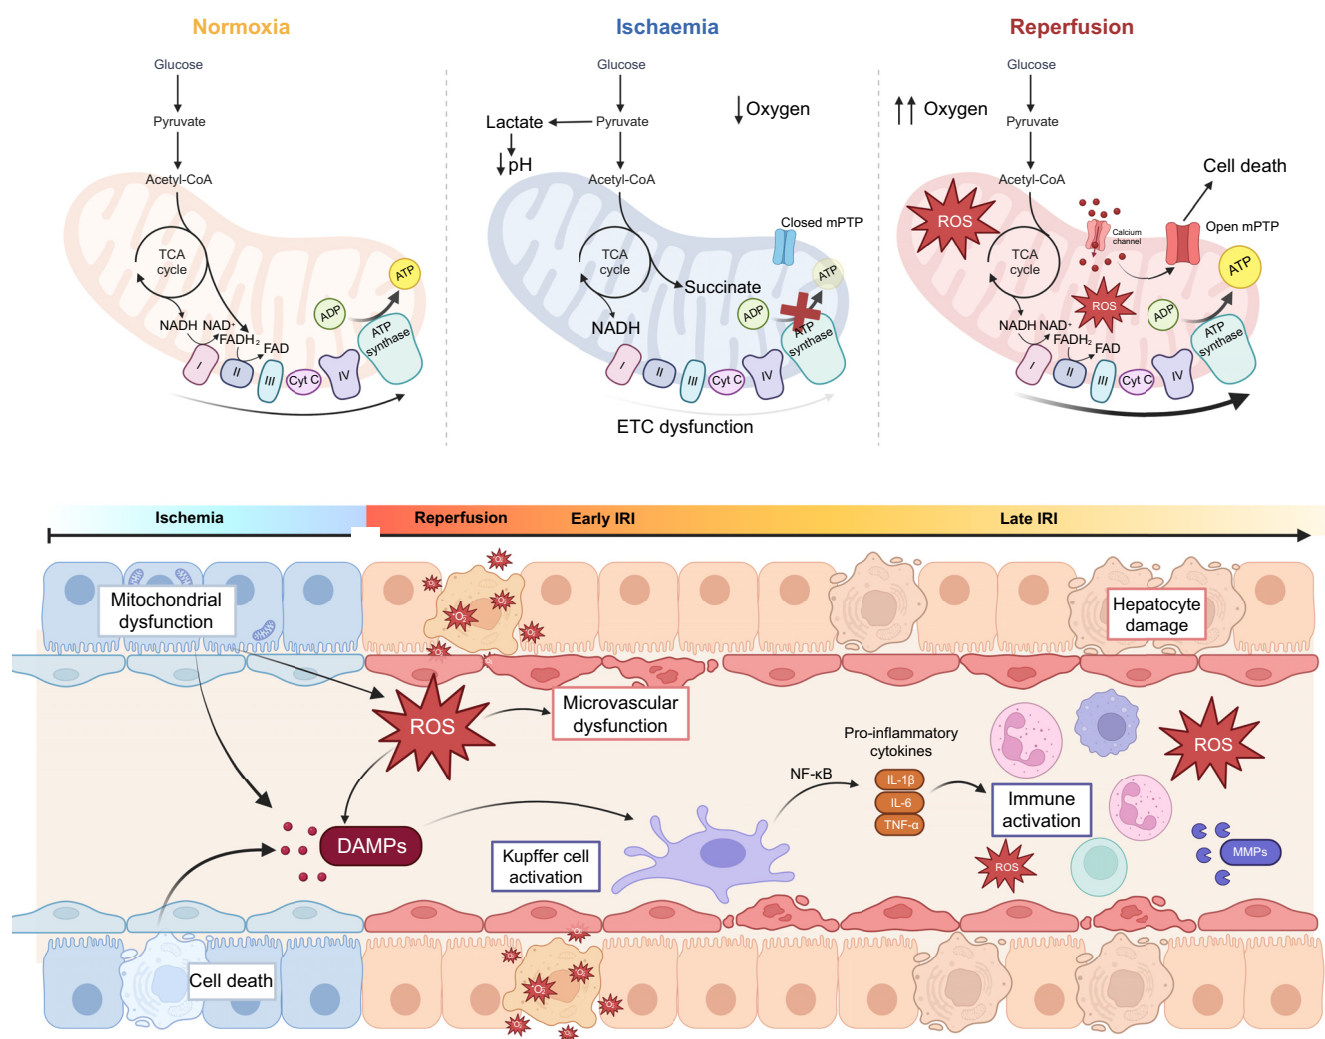 Normoxia
Glucose
Pyruvate
Acetyl-CoA
TCA
cycle
NADH NAD+
FADH2
FAD
I
II
III
Cyt C
IV
ADP
ATP
ATP
synthase
Ischaemia
Glucose
↓ Oxygen
Lactate
Pyruvate
↓ pH
Acetyl-CoA
Closed mPTP
TCA
cycle
Succinate
NADH
I
II
III
Cyt C
IV
ADP
ATP
ATP
synthase
ETC dysfunction
Reperfusion
Glucose
↑↑ Oxygen
Pyruvate
Cell death
Acetyl-CoA
ROS
Calcium
channel
Open mPTP
TCA
cycle
ROS
NADH NAD+
FADH2
FAD
I
II
III
Cyt C
IV
ADP
ATP
ATP
synthase
Ischemia
Reperfusion
Early IRI
Late IRI
Mitochondrial
dysfunction
Hepatocyte
damage
ROS
Microvascular
dysfunction
Pro-inflammatory
cytokines
NF-κB
IL-1β
IL-6
TNF-α
Immune
activation
ROS
ROS
MMPs
DAMPs
Kupffer cell
activation
Cell death